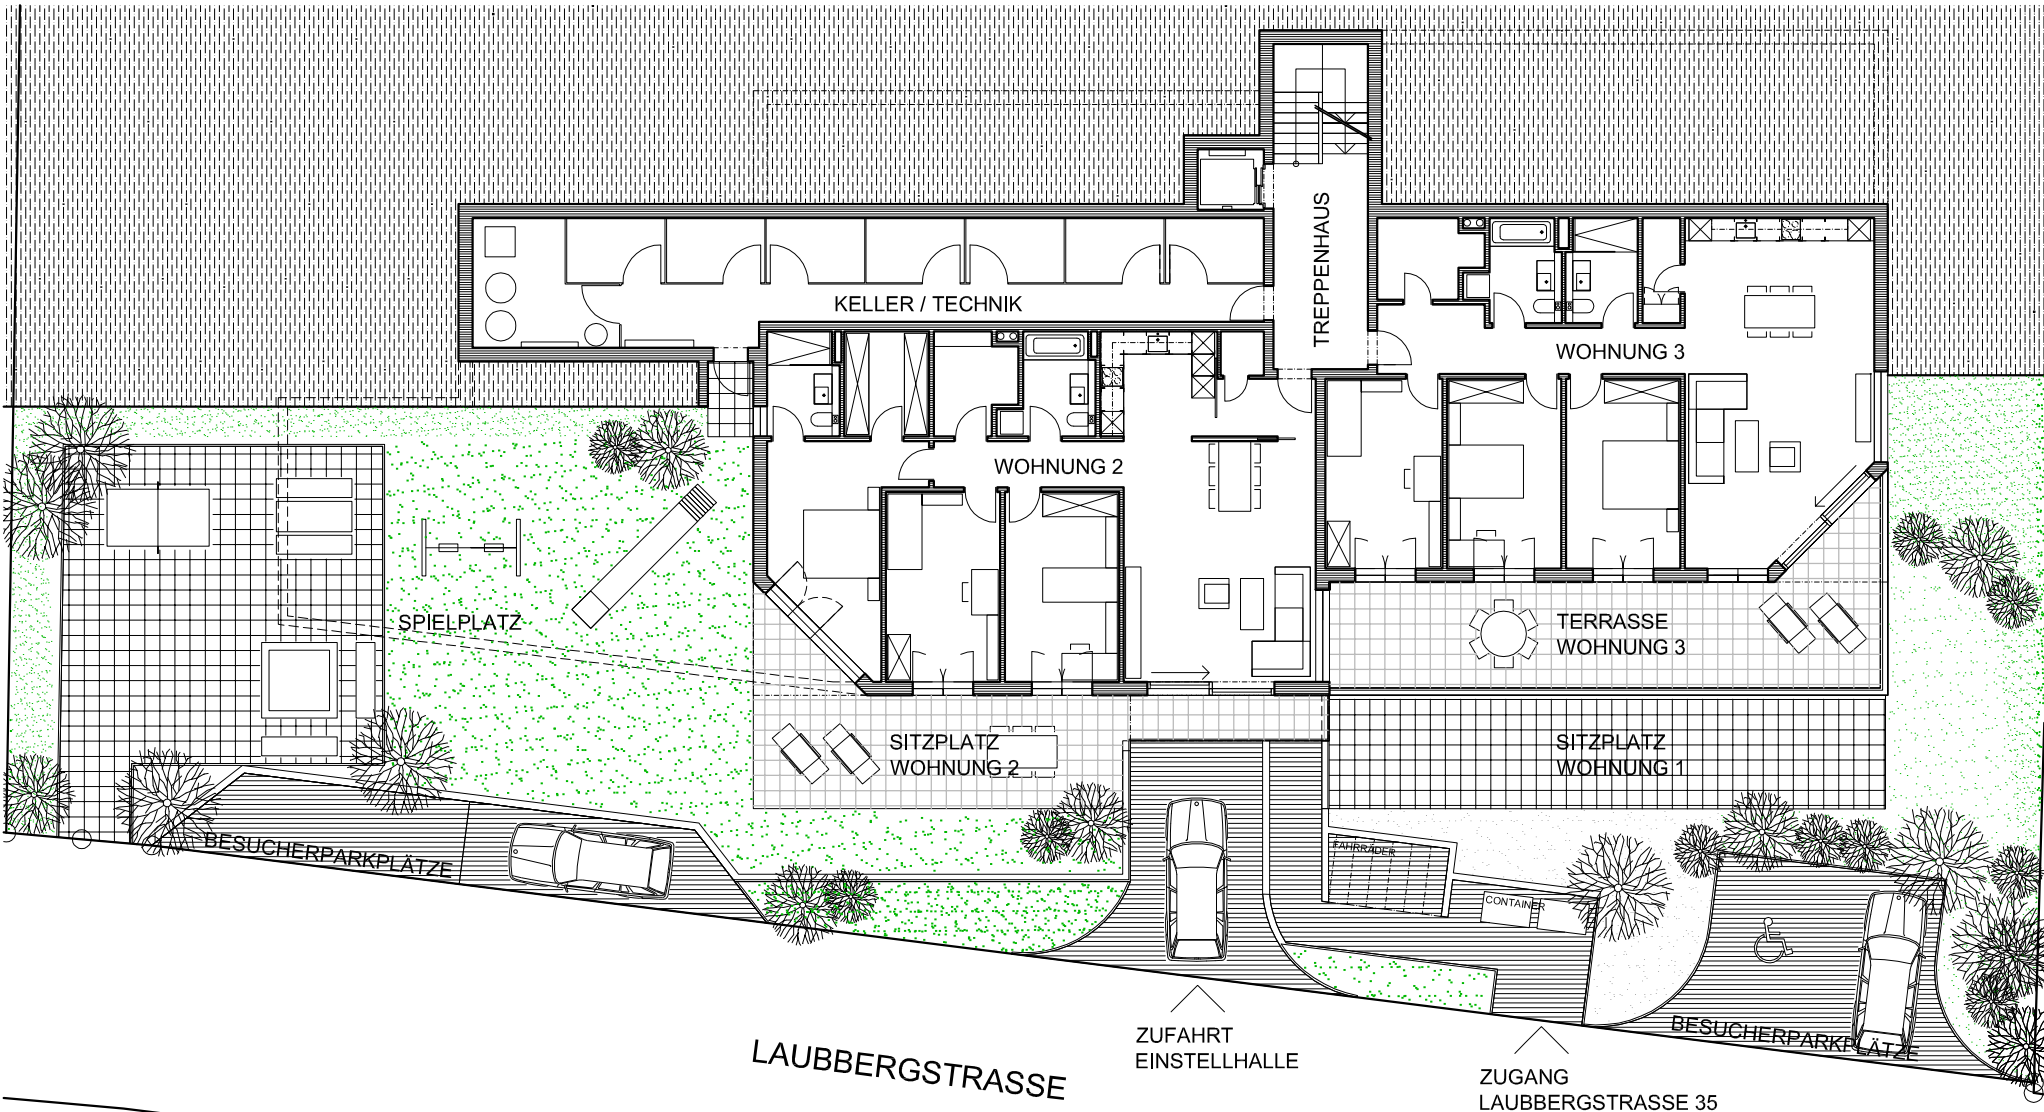 TREPPENHAUS
KELLER / TECHNIK
WOHNUNG 3
WOHNUNG 2
SPIELPLATZ
TERRASSE
WOHNUNG 3
SITZPLATZ
WOHNUNG 2
SITZPLATZ
WOHNUNG 1
BESUCHERPARKPLÄTZE
FAHRRÄDER
CONTAINER
BESUCHERPARKPLÄTZE
ZUFAHRT
EINSTELLHALLE
LAUBBERGSTRASSE
ZUGANG
LAUBBERGSTRASSE 35